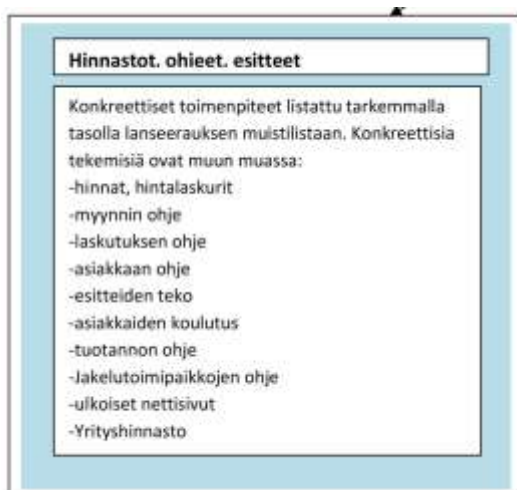 Hinnastot. ohieet. esitteet
Konkreettiset toimenpiteet listattu tarkemmalla
tasolla lanseerauksen muistilistaan. Konkreettisia
tekemisiä ovat muun muassa:
-hinnat, hintalaskurit
-myynnin ohje
-laskutuksen ohje
-asiakkaan ohje
-esitteiden teko
-asiakkaiden koulutus
-tuotannon ohje
-Jakelutoimipaikkojen ohje
-ulkoiset nettisivut
-Yrityshinnasto